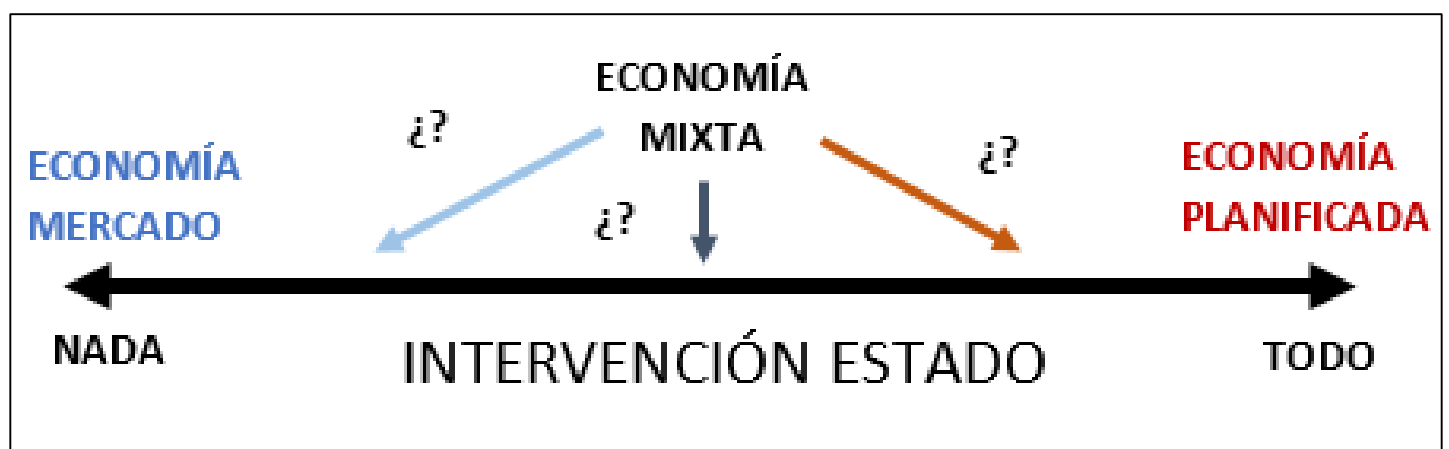 ECONOMÍA
MIXTA
¿?
¿?
¿?
ECONOMÍA
MERCADO
ECONOMÍA
PLANIFICADA
NADA
INTERVENCIÓN ESTADO
TODO